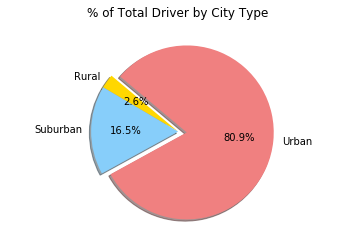 % of Total Driver by City Type
Rural
2.6%
Suburban
16.5%
80.9%
Urban